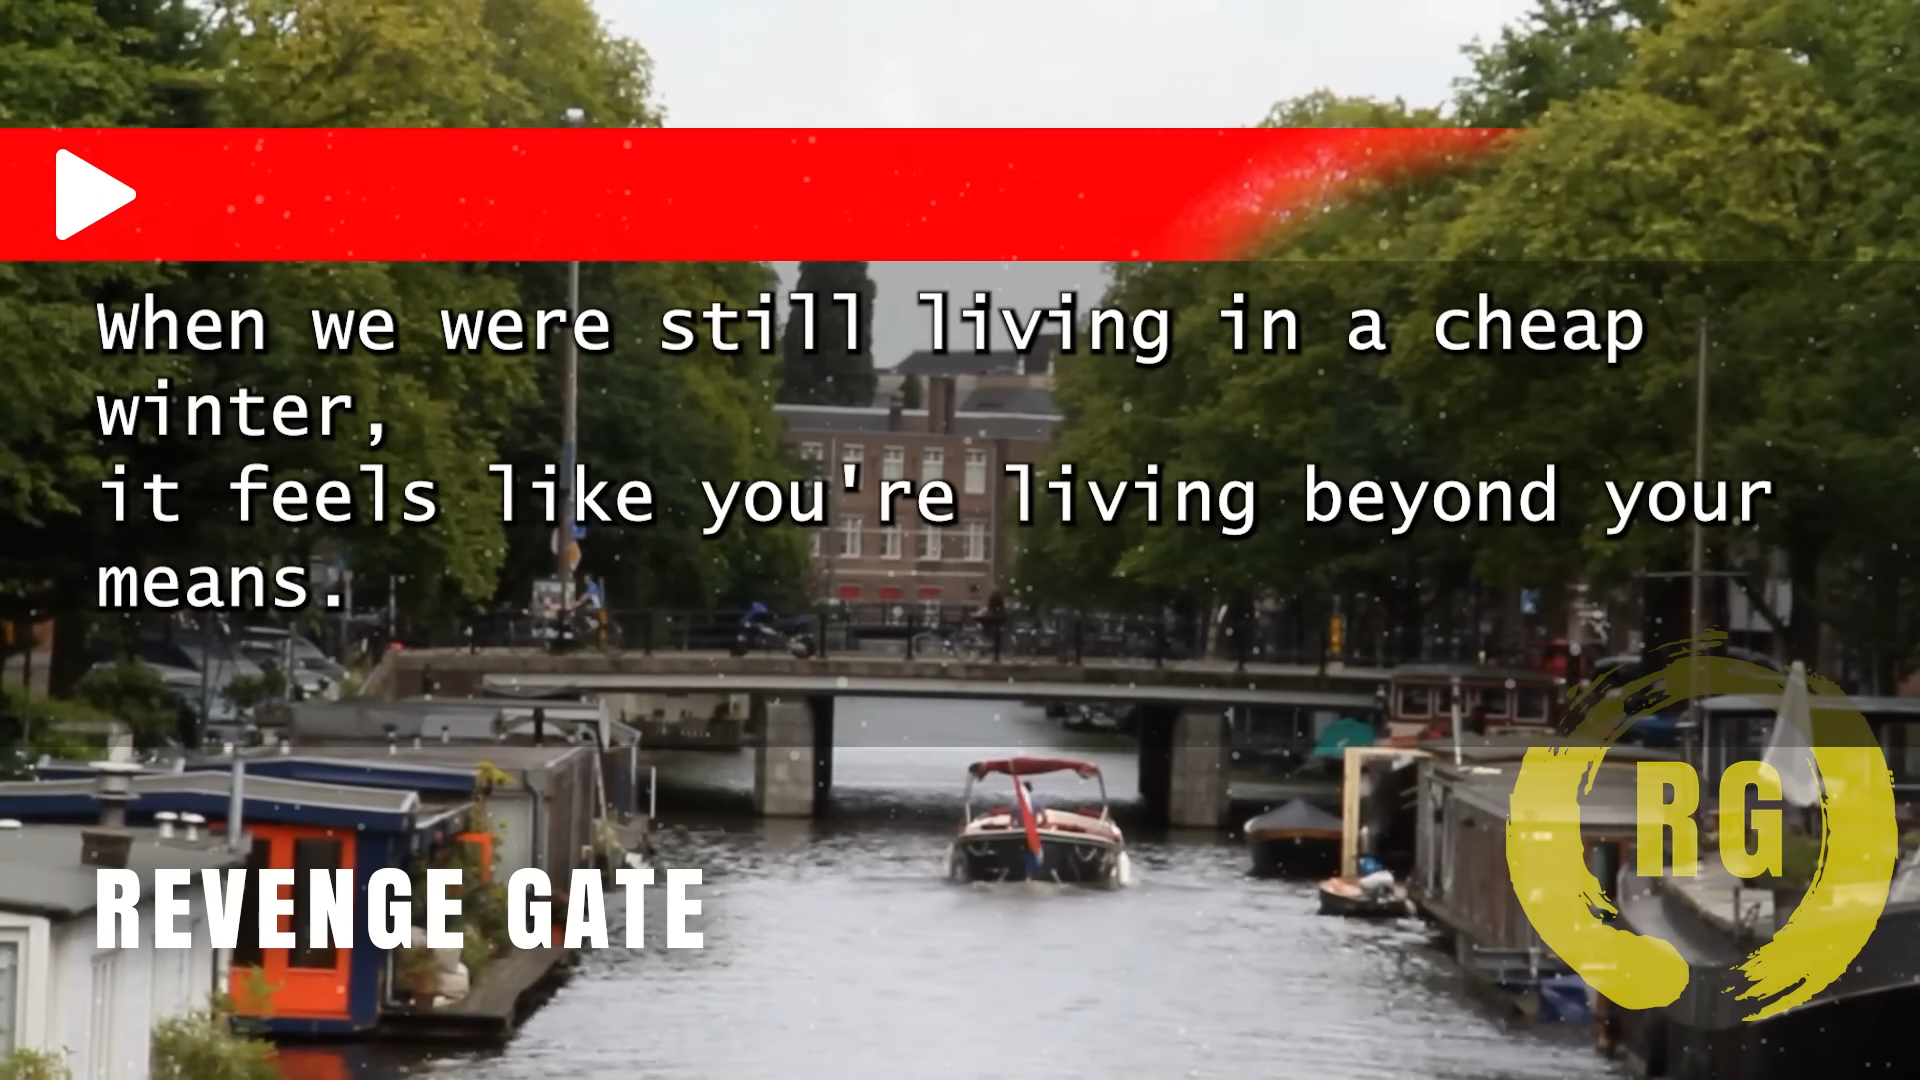 When we were still living in a cheap
winter,
it feels like you're living beyond your
means.
REVENGE GATE
RG